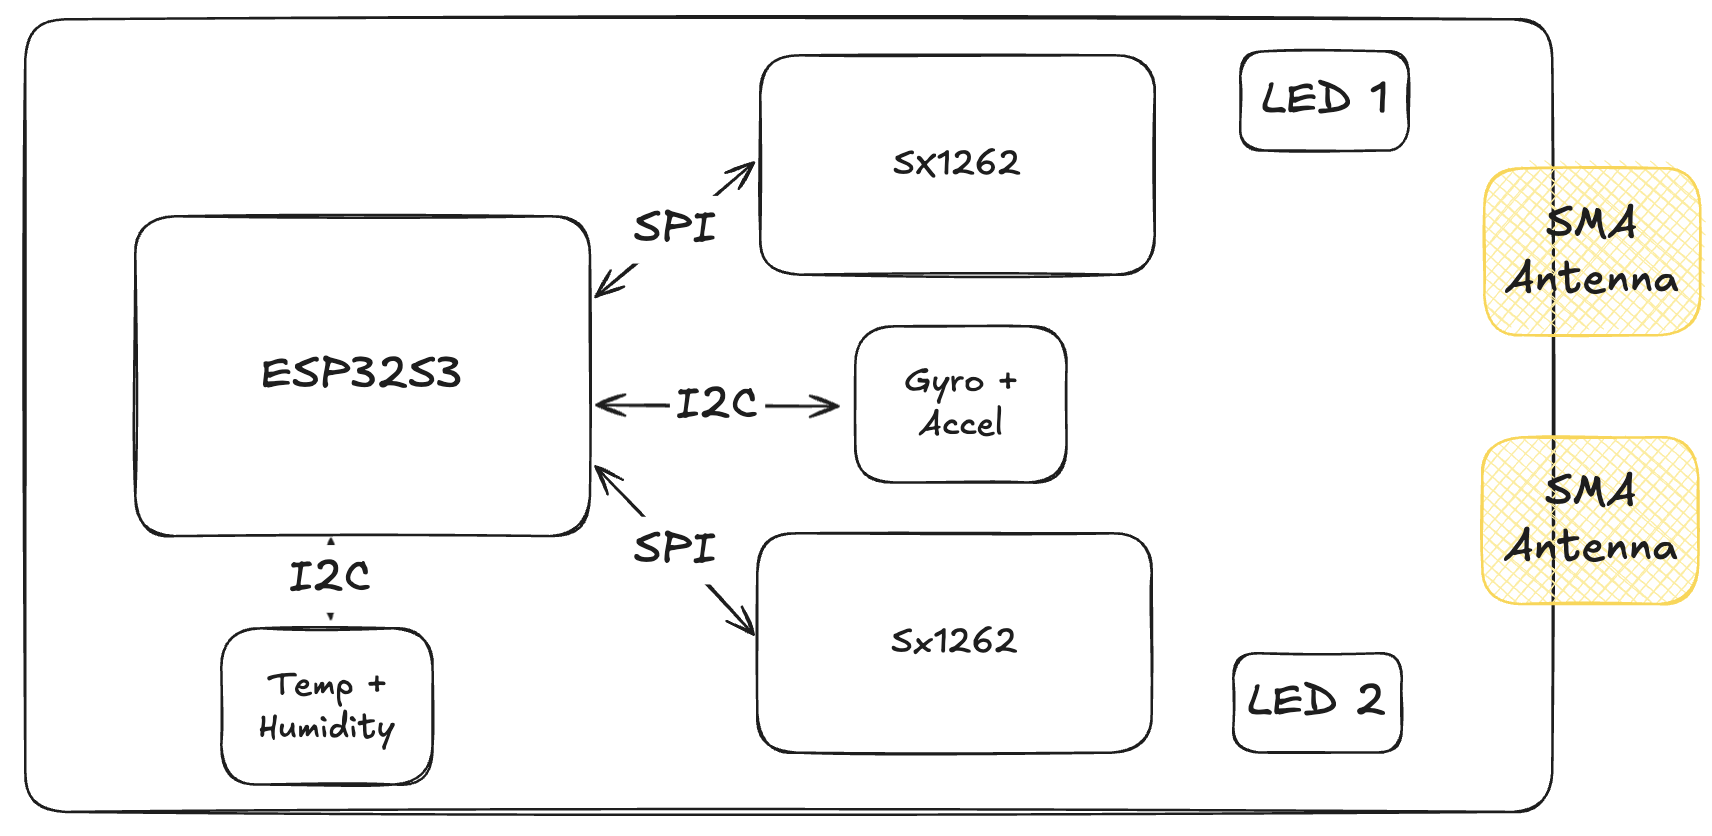 LED 1
SX1262
SMA
Antenna
SPI
ESP32S3
Gyro +
Accel
I2C
SMA
Antenna
SPI
I2C
Sx1262
Temp +
Humidity
LED 2